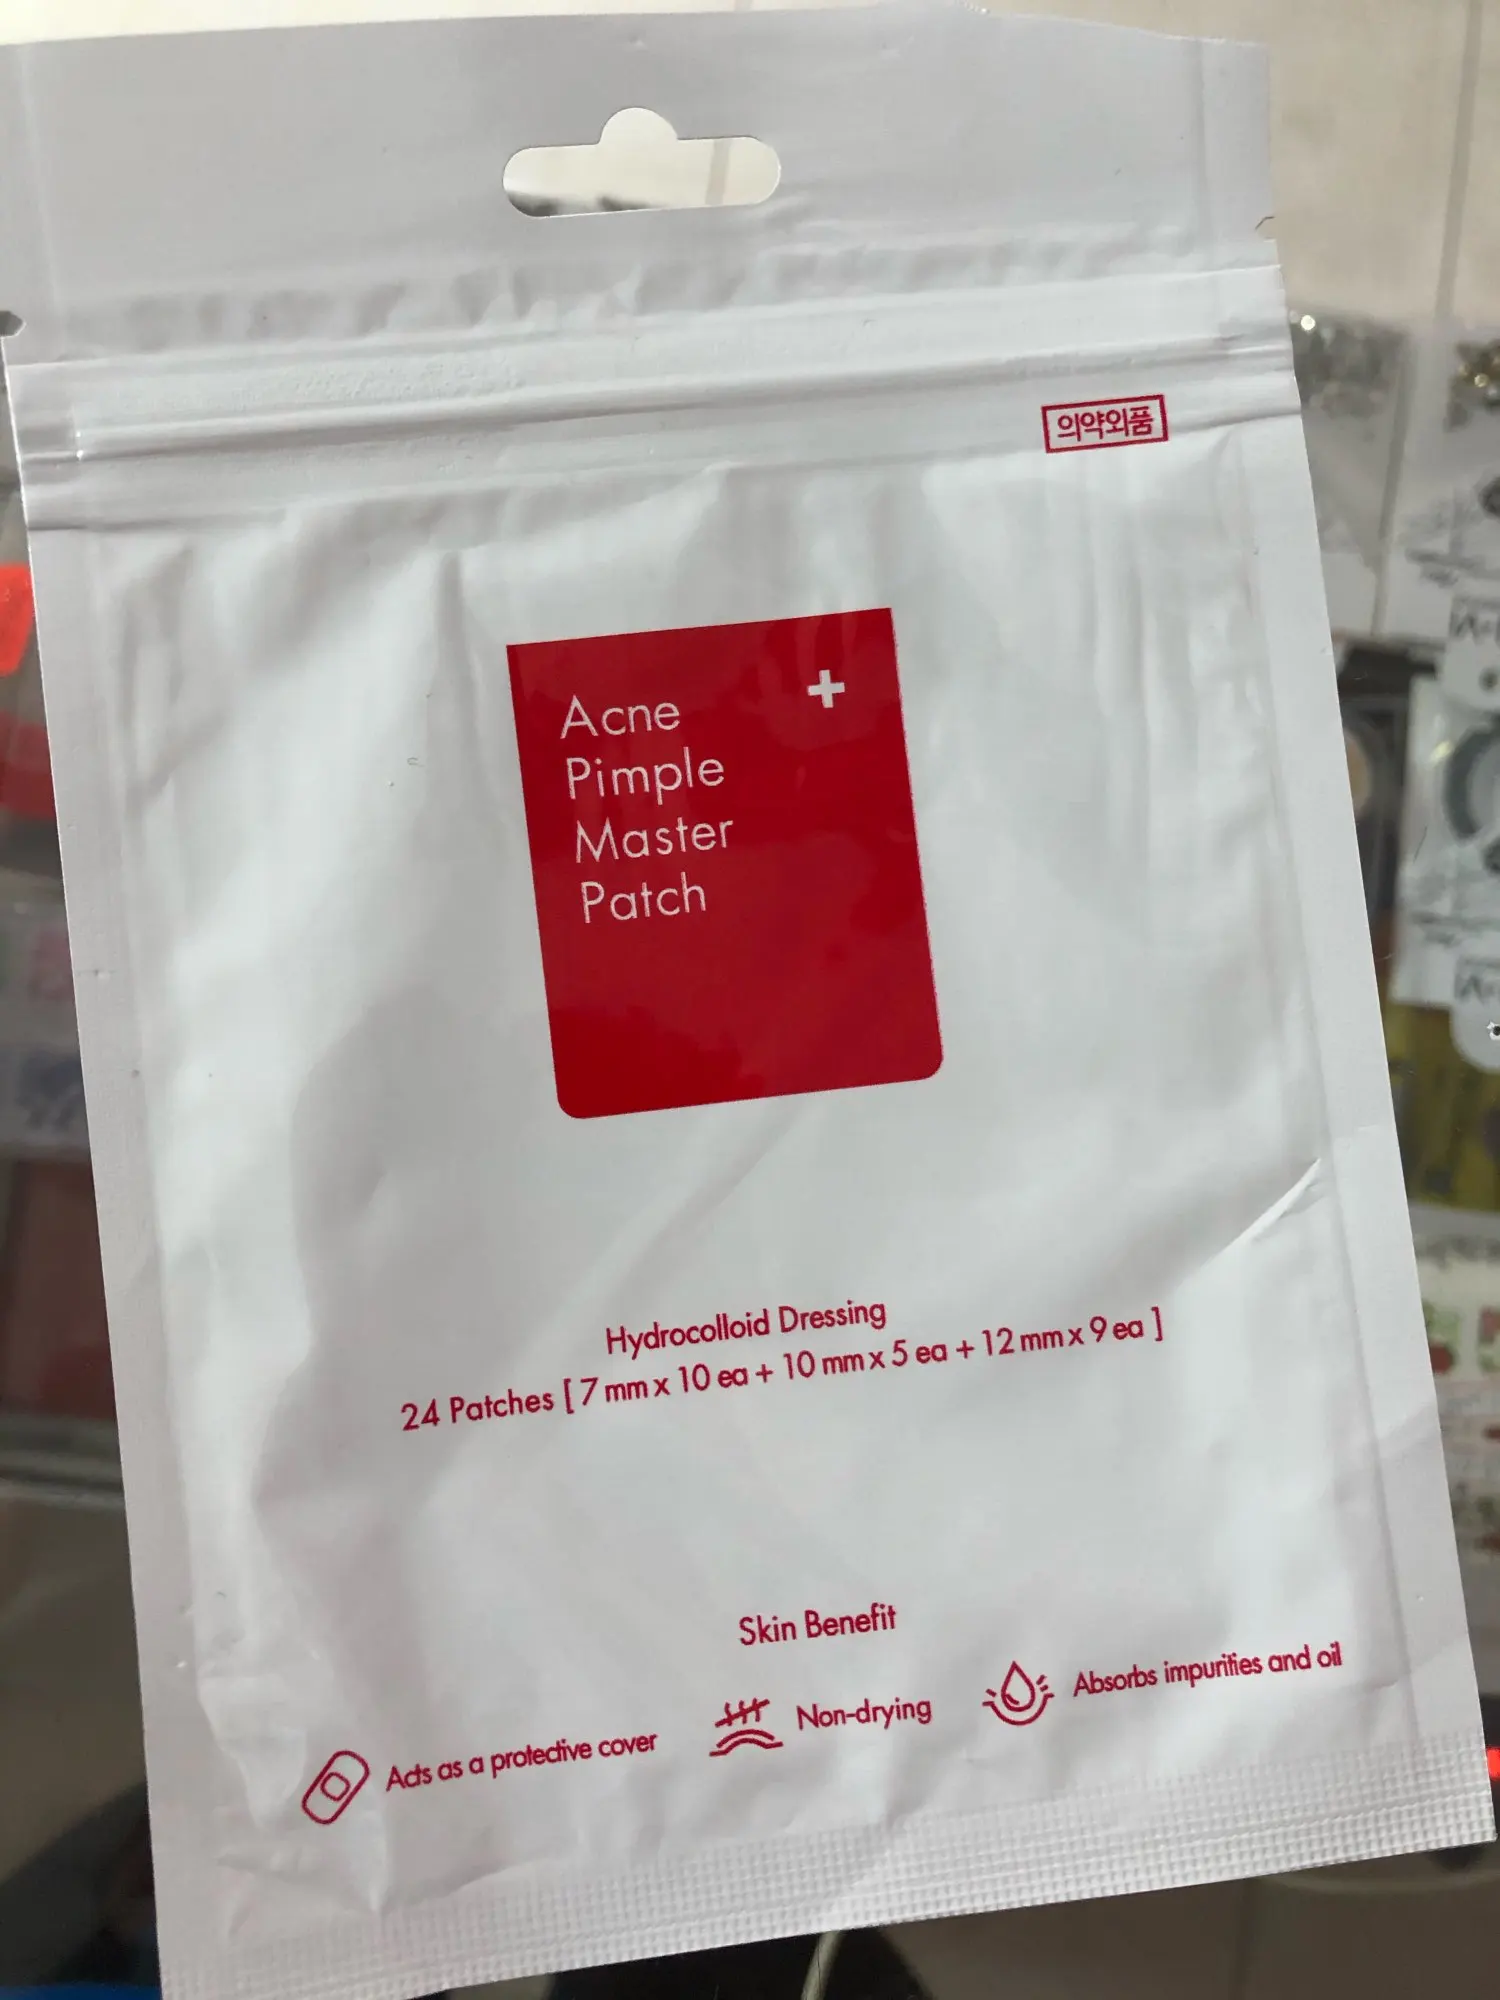 의약외품
Acne
Pimple
Master
Patch
Hydrocolloid Dressing
24 Patches [ 7 mm x 10 ea + 10 mm x 5 ea + 12 mm x 9 ea ]
Skin Benefit
Acts as a protective cover
Non-drying
Absorbs impurities and oil